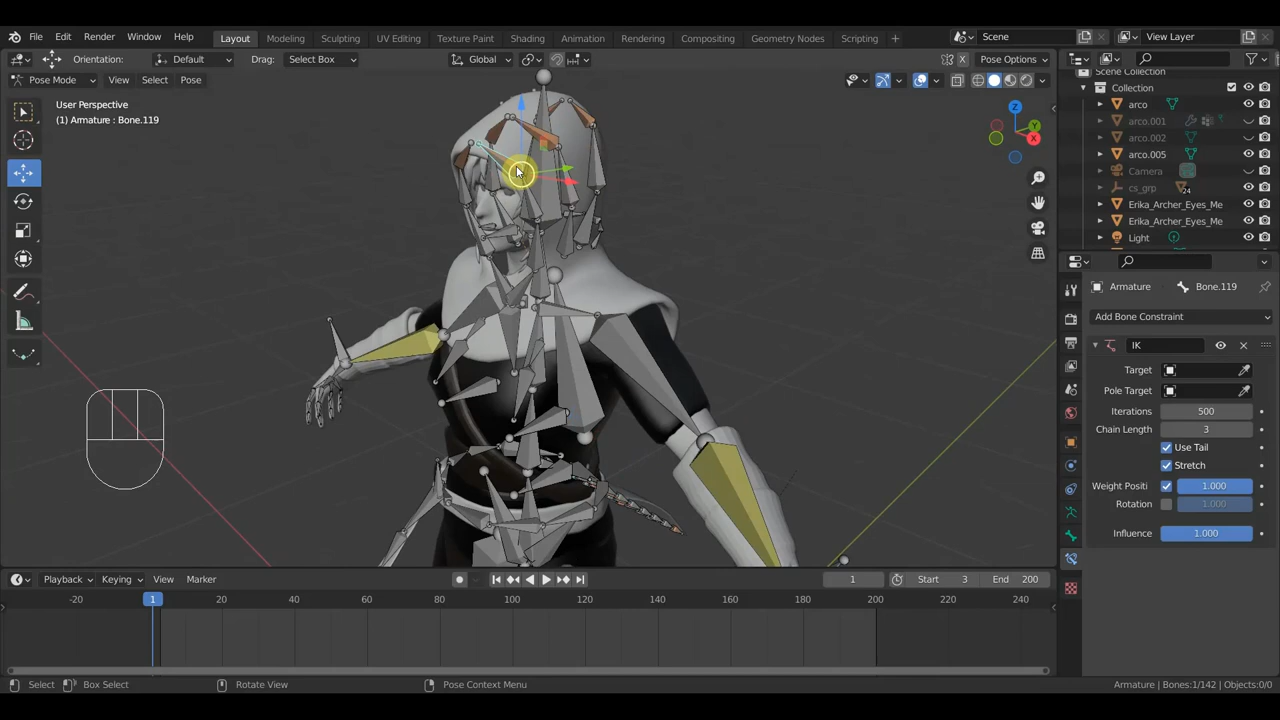 File Edit Render Window Help Layout Modeling Sculpting UV Editing Texture Paint Shading Animation Rendering Compositing Geometry Nodes Scripting + Scene View Layer
Orientation: Default Drag: Select Box Global X Pose Options
Pose Mode View Select Pose
User Perspective
(1) Armature : Bone.119
Z
Y
X
Scene Collection
Collection
arco
arco.001
arco.002
arco.005
Camera
cs_grp 24
Erika_Archer_Eyes_Me
Erika_Archer_Eyes_Me
Light
Armature Bone.119
Add Bone Constraint
IK
Target
Pole Target
Iterations 500
Chain Length 3
Use Tail
Stretch
Weight Positi 1.000
Rotation 1.000
Influence 1.000
Playback Keying View Marker 1 Start 3 End 200
-20 1 20 40 60 80 100 120 140 160 180 200 220 240
Select Box Select Rotate View Pose Context Menu Armature | Bones:1/142 | Objects:0/0